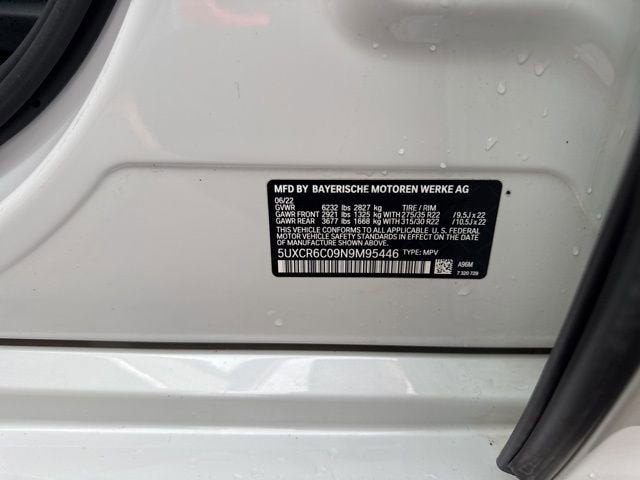 MFD BY BAYERISCHE MOTOREN WERKE AG
06/22
GVWR 6232 lbs 2827 kg TIRE / RIM
GAWR FRONT 2921 lbs 1325 kg WITH 275/35 R22 / 9,5J x 22
GAWR REAR 3677 lbs 1668 kg WITH 315/30 R22 / 10,5J x 22
THIS VEHICLE CONFORMS TO ALL APPLICABLE
U. S. FEDERAL MOTOR
VEHICLE SAFETY STANDARDS IN EFFECT ON THE
DATE OF MANUFACTURE SHOWN ABOVE.
5UXCR6C09N9M95446 TYPE: MPV
A96M
7 320 729